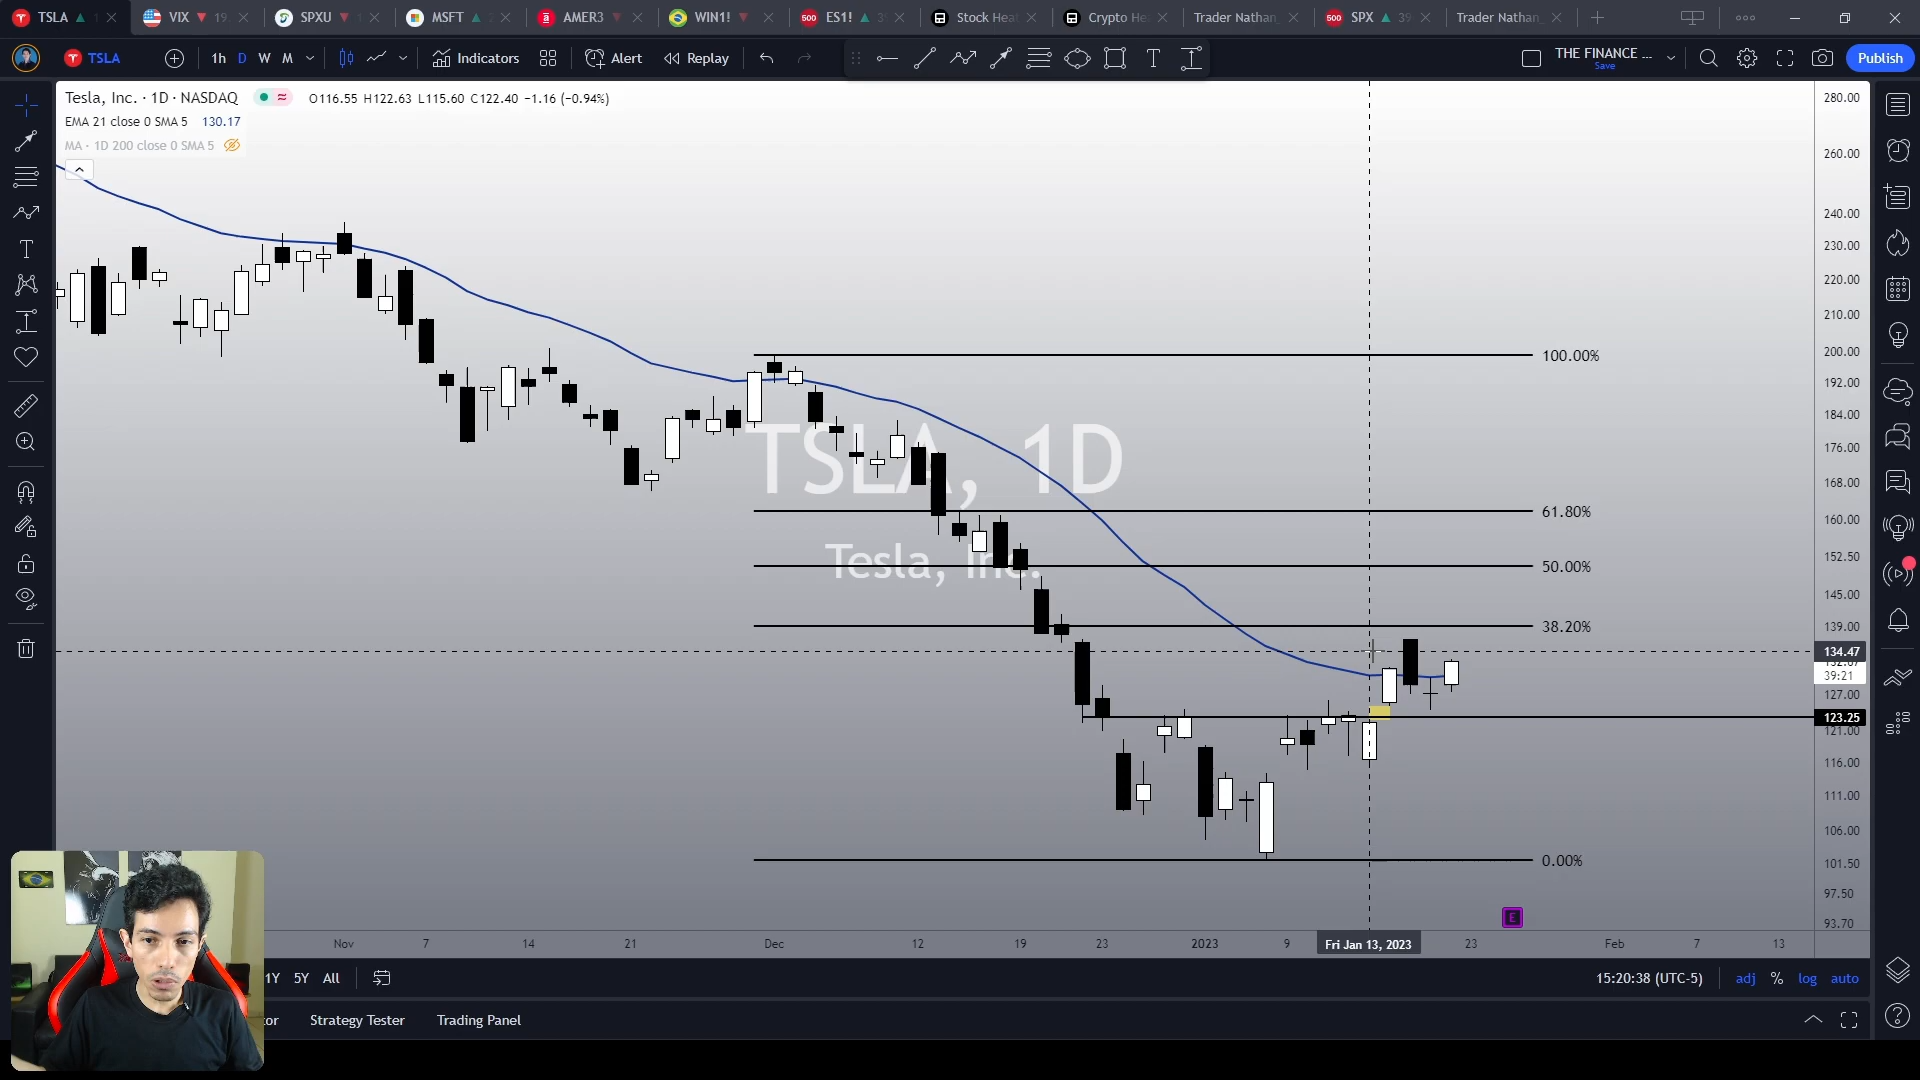 TSLA
VIX
19
SPXU
1
MSFT
AMER3
WIN1!
500
ES1!
Stock Hea
Crypto He
Trader Nathan_
500
SPX
39
Trader Nathan_
TSLA
1h
D
W
M
Indicators
Alert
Replay
T
THE FINANCE ...
Save
Publish
Tesla, Inc. · 1D · NASDAQ
O116.55 H122.63 L115.60 C122.40 −1.16 (−0.94%)
EMA 21 close 0 SMA 5 130.17
MA · 1D 200 close 0 SMA 5
TSLA, 1D
Tesla, Inc.
100.00%
61.80%
50.00%
38.20%
0.00%
E
280.00
260.00
240.00
230.00
220.00
210.00
200.00
192.00
184.00
176.00
168.00
160.00
152.50
145.00
139.00
134.47
39:21
127.00
123.25
121.00
116.00
111.00
106.00
101.50
97.50
93.70
Nov
7
14
21
Dec
12
19
23
2023
9
Fri Jan 13, 2023
23
Feb
7
13
1Y
5Y
All
15:20:38 (UTC-5)
adj
%
log
auto
Strategy Tester
Trading Panel